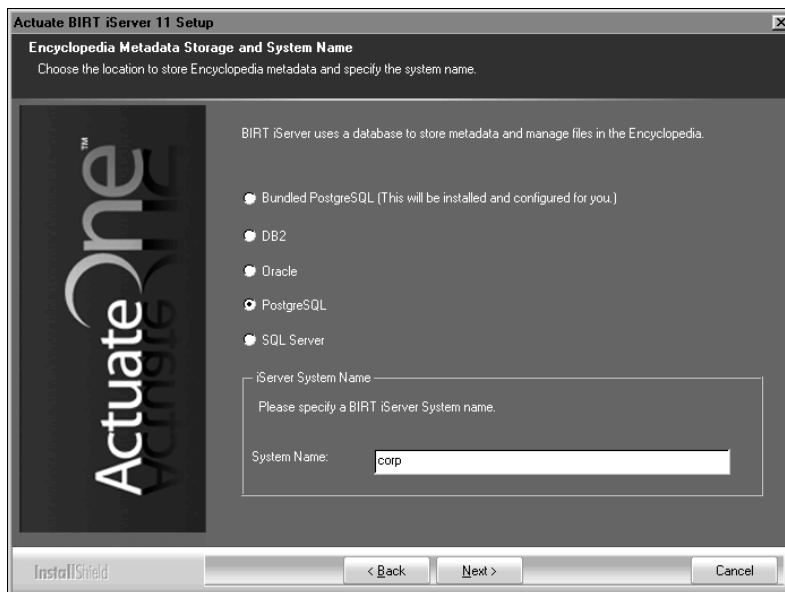 Actuate BIRT iServer 11 Setup
Encyclopedia Metadata Storage and System Name
Choose the location to store Encyclopedia metadata and specify the system name.
ActuateOne™
BIRT iServer uses a database to store metadata and manage files in the Encyclopedia.
Bundled PostgreSQL (This will be installed and configured for you.)
DB2
Oracle
PostgreSQL
SQL Server
iServer System Name
Please specify a BIRT iServer System name.
System Name:
corp
InstallShield
< Back
Next >
Cancel